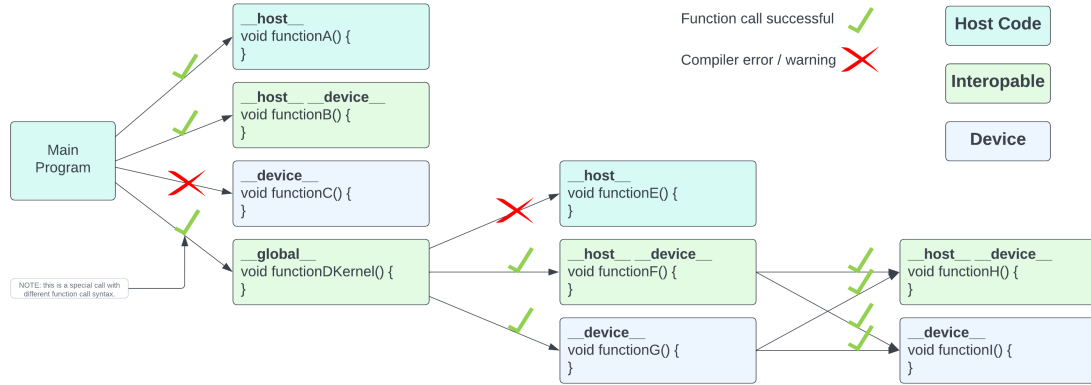 __host__
void functionA() {
}
Function call successful
Host Code
Compiler error / warning
Interopable
__host__ __device__
void functionB() {
}
Device
Main
Program
__device__
void functionC() {
}
__host__
void functionE() {
}
__global__
void functionDKernel() {
}
__host__ __device__
void functionF() {
}
__host__ __device__
void functionH() {
}
NOTE: this is a special call with
different function call syntax.
__device__
void functionG() {
}
__device__
void functionI() {
}